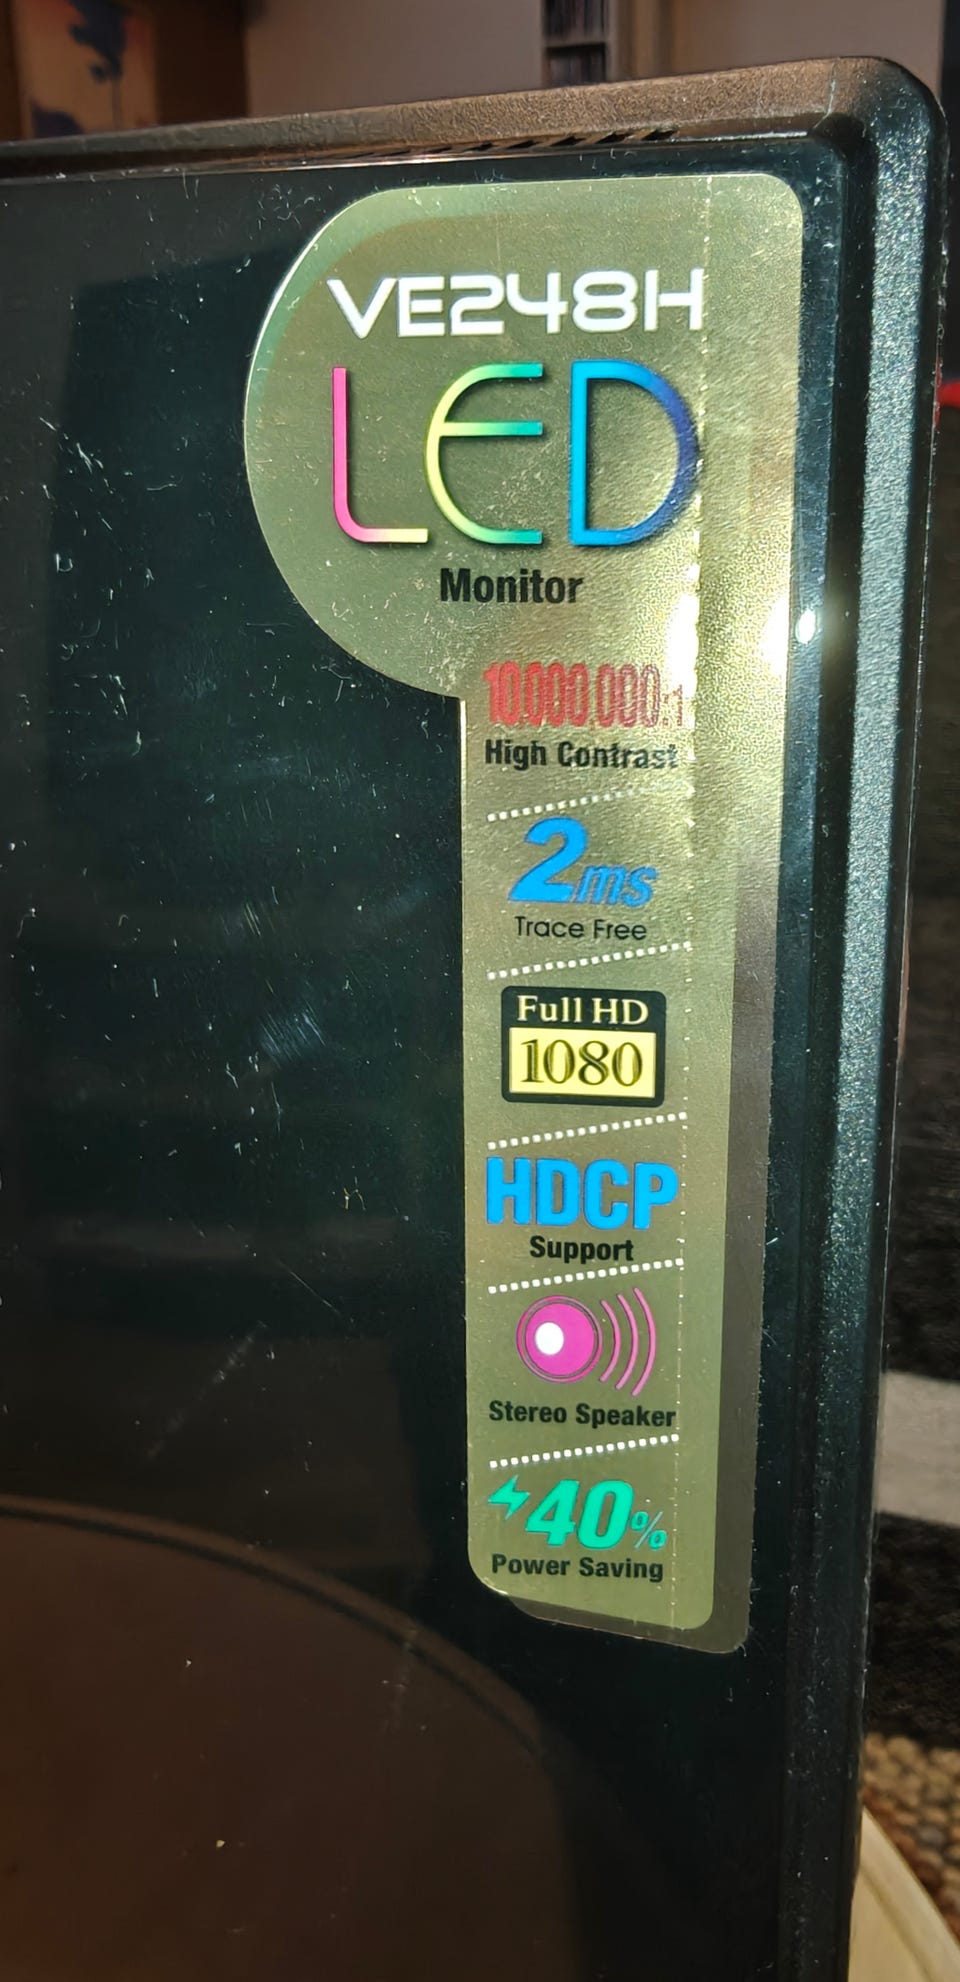 VE248H
LED
Monitor
10.000.000:1
High Contrast
2ms
Trace Free
Full HD
1080
HDCP
Support
Stereo Speaker
40%
Power Saving